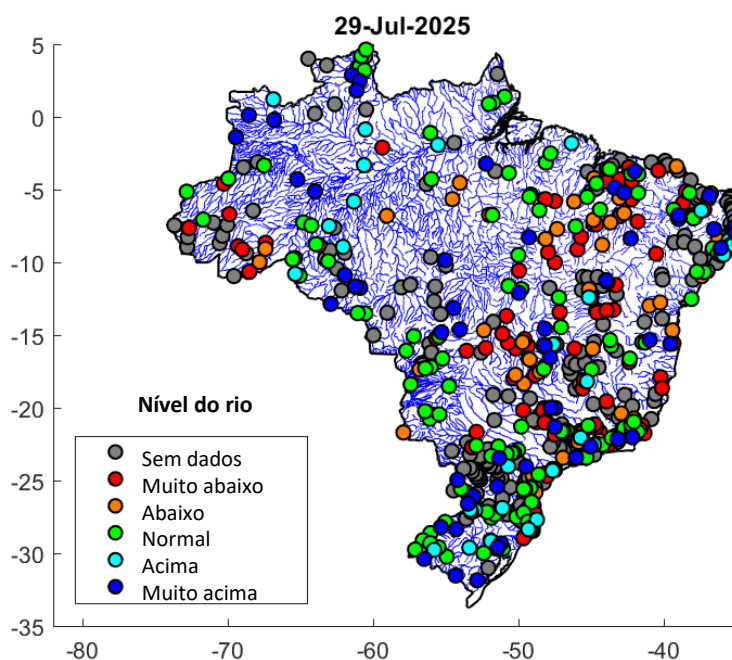 29-Jul-2025
5
0
-5
-10
-15
-20
-25
-30
-35
Nível do rio
Sem dados
Muito abaixo
Abaixo
Normal
Acima
Muito acima
-80 -70 -60 -50 -40